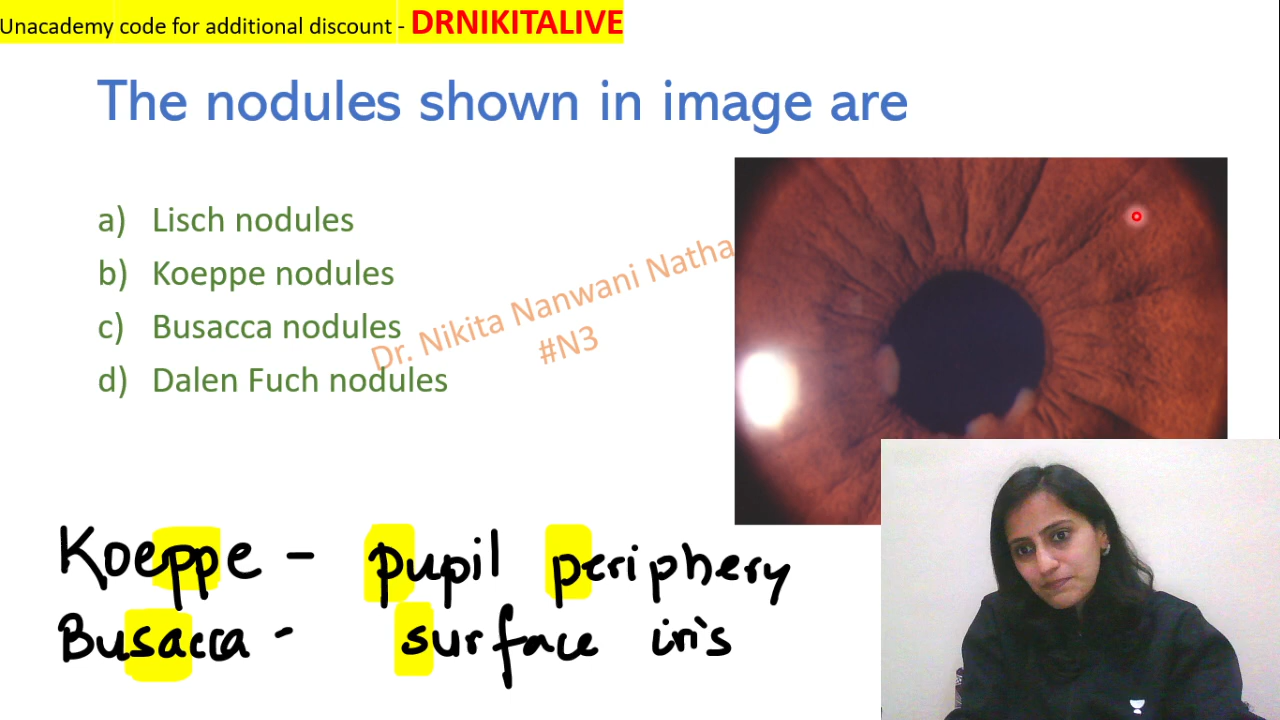 Unacademy code for additional discount - DRNIKITALIVE
The nodules shown in image are
a) Lisch nodules
b) Koeppe nodules
c) Busacca nodules
d) Dalen Fuch nodules
Dr. Nikita Nanwani Natha
#N3
Koeppe - pupil periphery
Busacca - surface iris